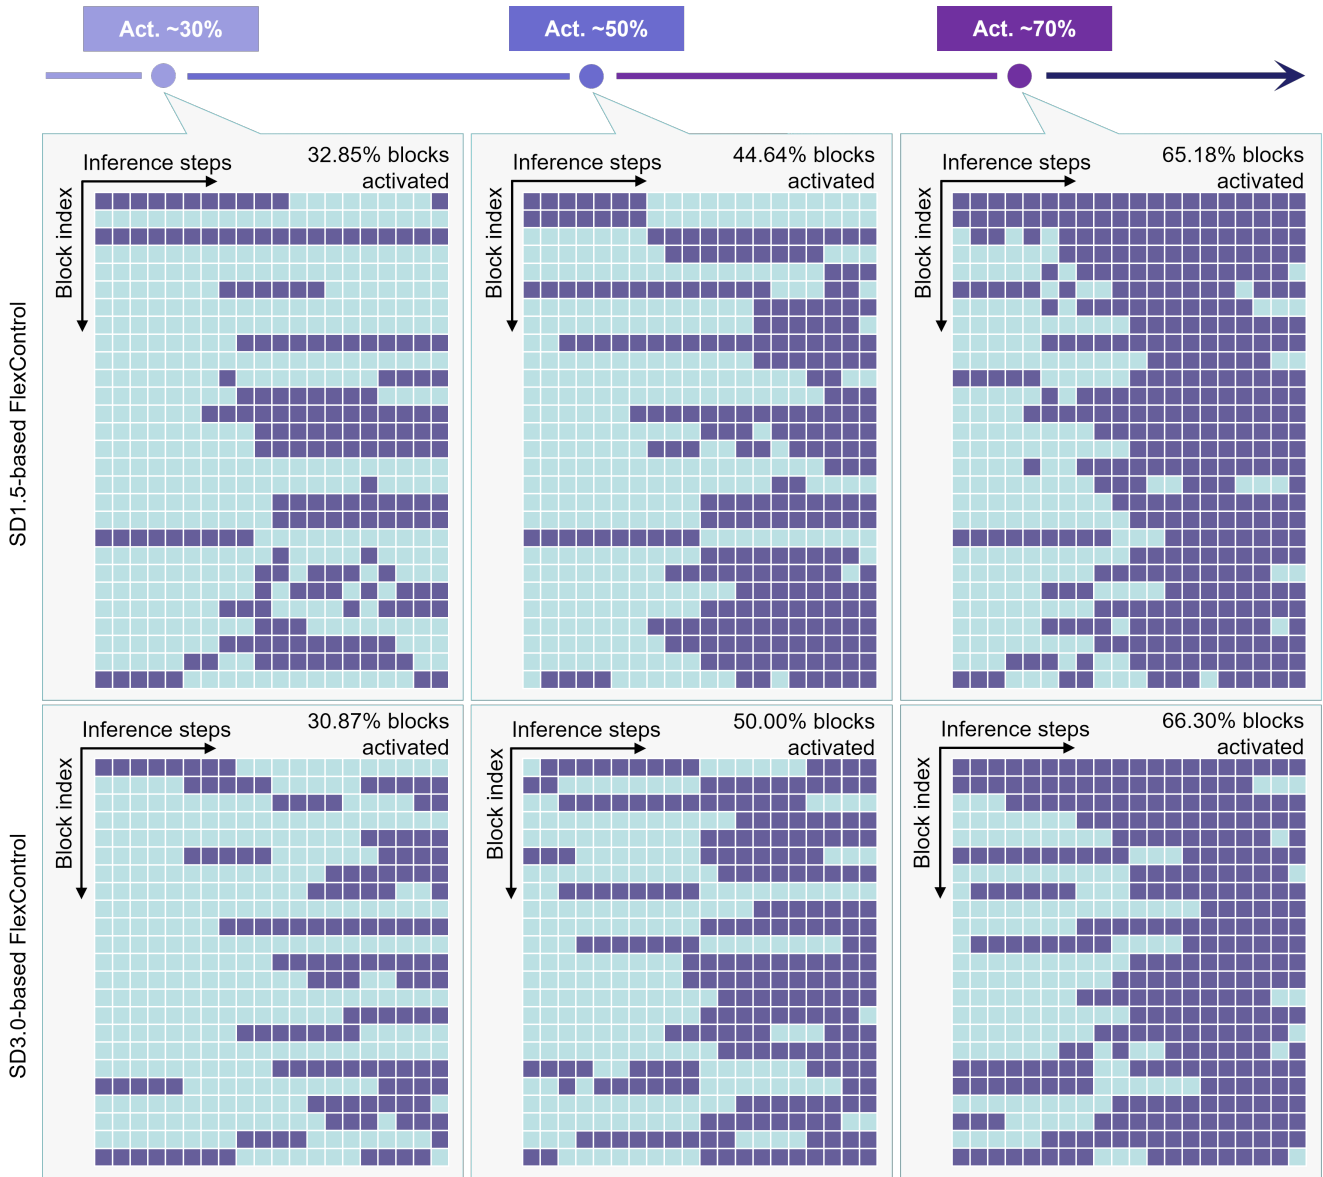 Act. ~30%
Act. ~50%
Act. ~70%
SD1.5-based FlexControl
Inference steps
Block index
32.85% blocks
activated
Inference steps
Block index
44.64% blocks
activated
Inference steps
Block index
65.18% blocks
activated
SD3.0-based FlexControl
Inference steps
Block index
30.87% blocks
activated
Inference steps
Block index
50.00% blocks
activated
Inference steps
Block index
66.30% blocks
activated